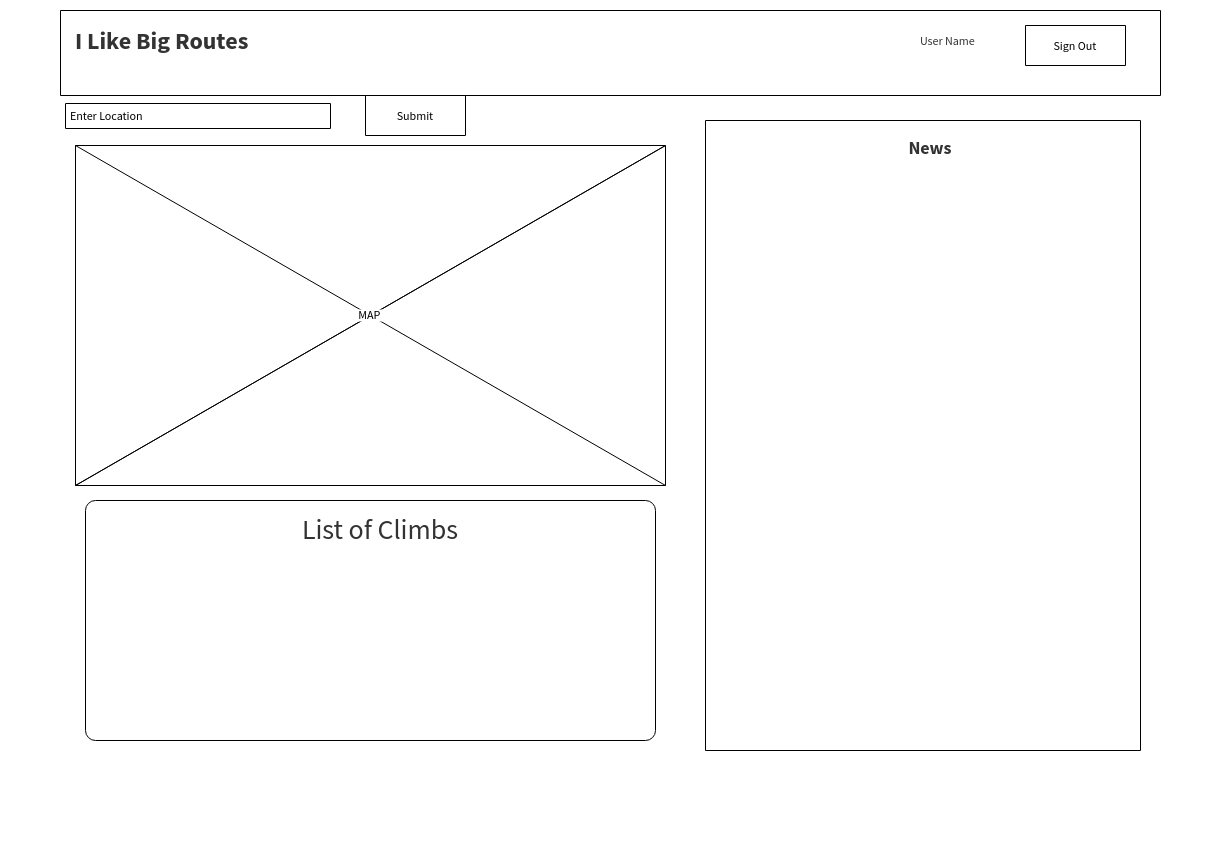 I Like Big Routes
User Name
Sign Out
Enter Location
Submit
News
MAP
List of Climbs